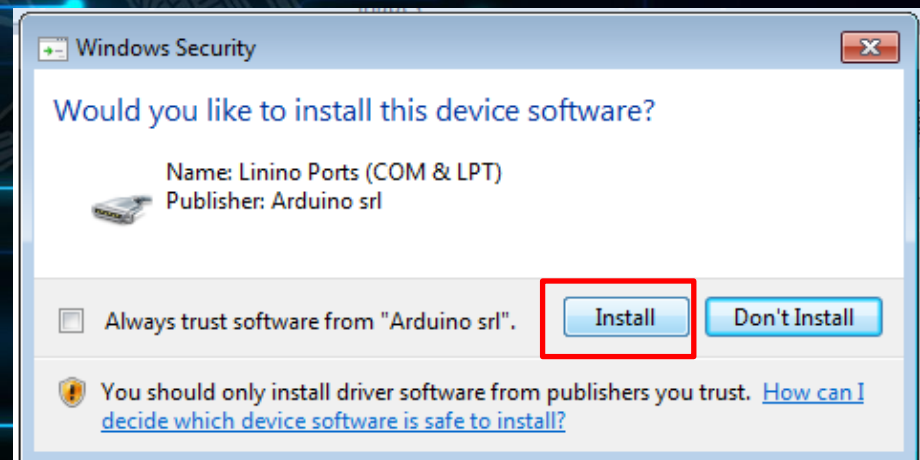 Windows Security
Would you like to install this device software?
Name: Linino Ports (COM & LPT)
Publisher: Arduino srl
Always trust software from "Arduino srl".
Install
Don't Install
You should only install driver software from publishers you trust. How can I
decide which device software is safe to install?